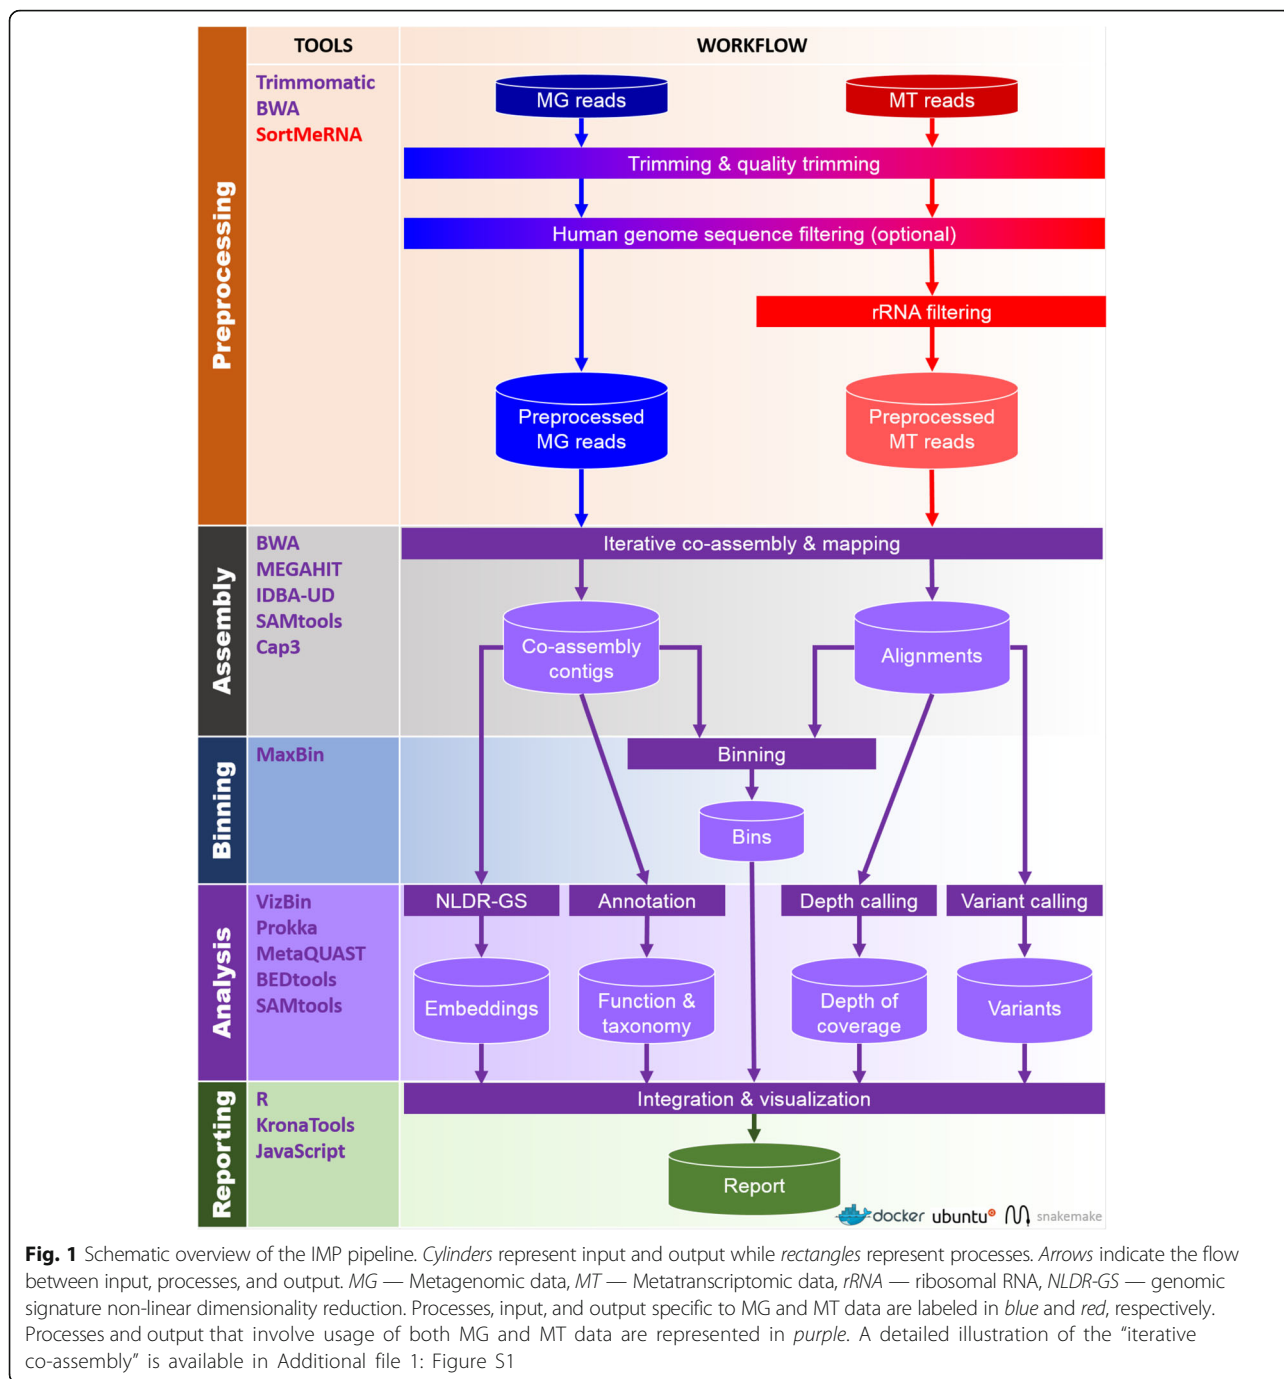 TOOLS
WORKFLOW
Preprocessing
Trimmomatic
BWA
SortMeRNA
MG reads
MT reads
Trimming & quality trimming
Human genome sequence filtering (optional)
rRNA filtering
Preprocessed
MG reads
Preprocessed
MT reads
Assembly
BWA
MEGAHIT
IDBA-UD
SAMtools
Cap3
Iterative co-assembly & mapping
Co-assembly
contigs
Alignments
Binning
MaxBin
Binning
Bins
Analysis
VizBin
Prokka
MetaQUAST
BEDtools
SAMtools
NLDR-GS
Annotation
Depth calling
Variant calling
Embeddings
Function &
taxonomy
Depth of
coverage
Variants
Reporting
R
KronaTools
JavaScript
Integration & visualization
Report
docker
ubuntu
snakemake
Fig. 1 Schematic overview of the IMP pipeline. Cylinders represent input and output while rectangles represent processes. Arrows indicate the flow
between input, processes, and output. MG — Metagenomic data, MT — Metatranscriptomic data, rRNA — ribosomal RNA, NLDR-GS — genomic
signature non-linear dimensionality reduction. Processes, input, and output specific to MG and MT data are labeled in blue and red, respectively.
Processes and output that involve usage of both MG and MT data are represented in purple. A detailed illustration of the “iterative
co-assembly” is available in Additional file 1: Figure S1